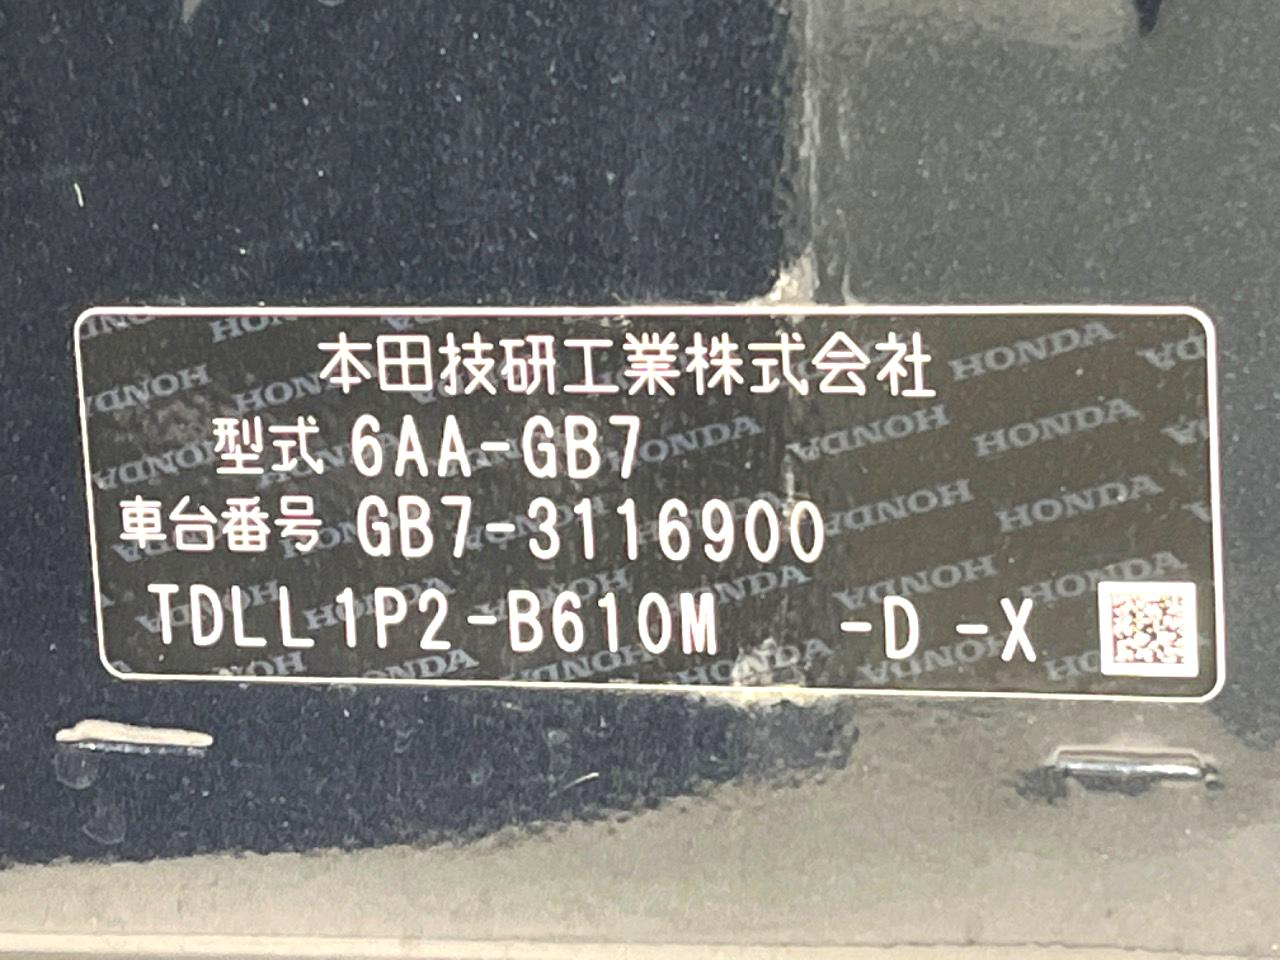 本田技研工業株式会社
型式 6AA-GB7
車台番号 GB7-3116900
TDLL1P2-B610M -D -X